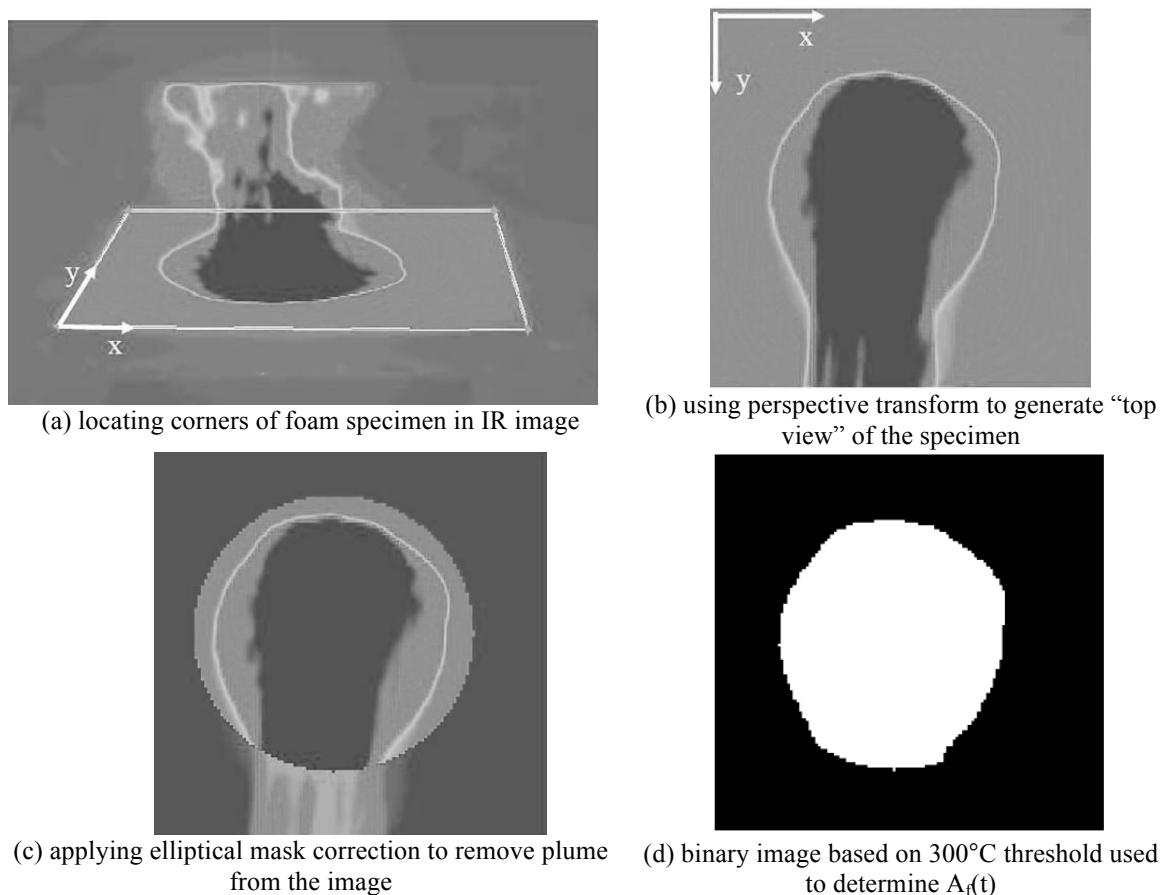 y
x
(a) locating corners of foam specimen in IR image
x
y
(b) using perspective transform to generate “top
view” of the specimen
(c) applying elliptical mask correction to remove plume
from the image
(d) binary image based on 300°C threshold used
to determine A_f(t)